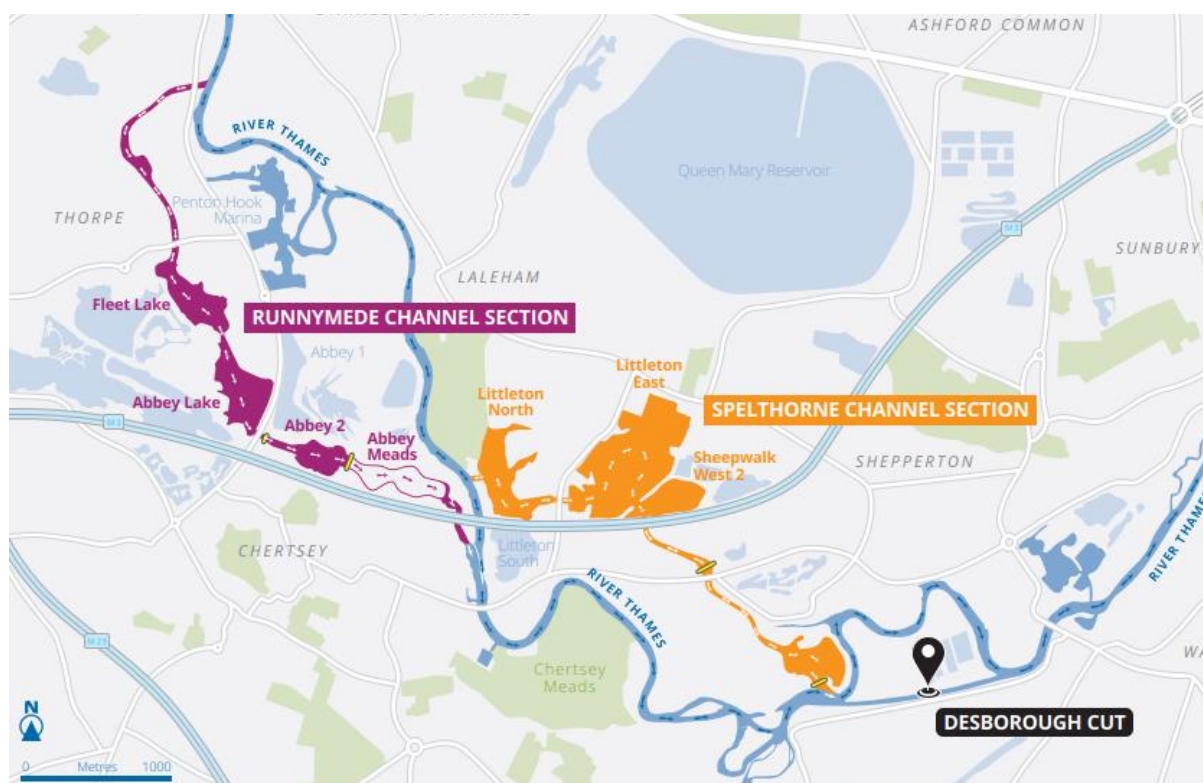 ASHFORD COMMON
RIVER THAMES
Queen Mary Reservoir
Penton Hook
Marina
THORPE
M3
SUNBURY
LALEHAM
Fleet Lake
RUNNYMEDE CHANNEL SECTION
Abbey 1
Littleton
East
Littleton
North
Abbey Lake
SPELTHORNE CHANNEL SECTION
M3
Abbey 2
Abbey
Meads
Sheepwalk
West 2
SHEPPERTON
CHERTSEY
Littleton
South
RIVER THAMES
RIVER THAMES
Chertsey
Meads
N
DESBOROUGH CUT
0 Metres 1000